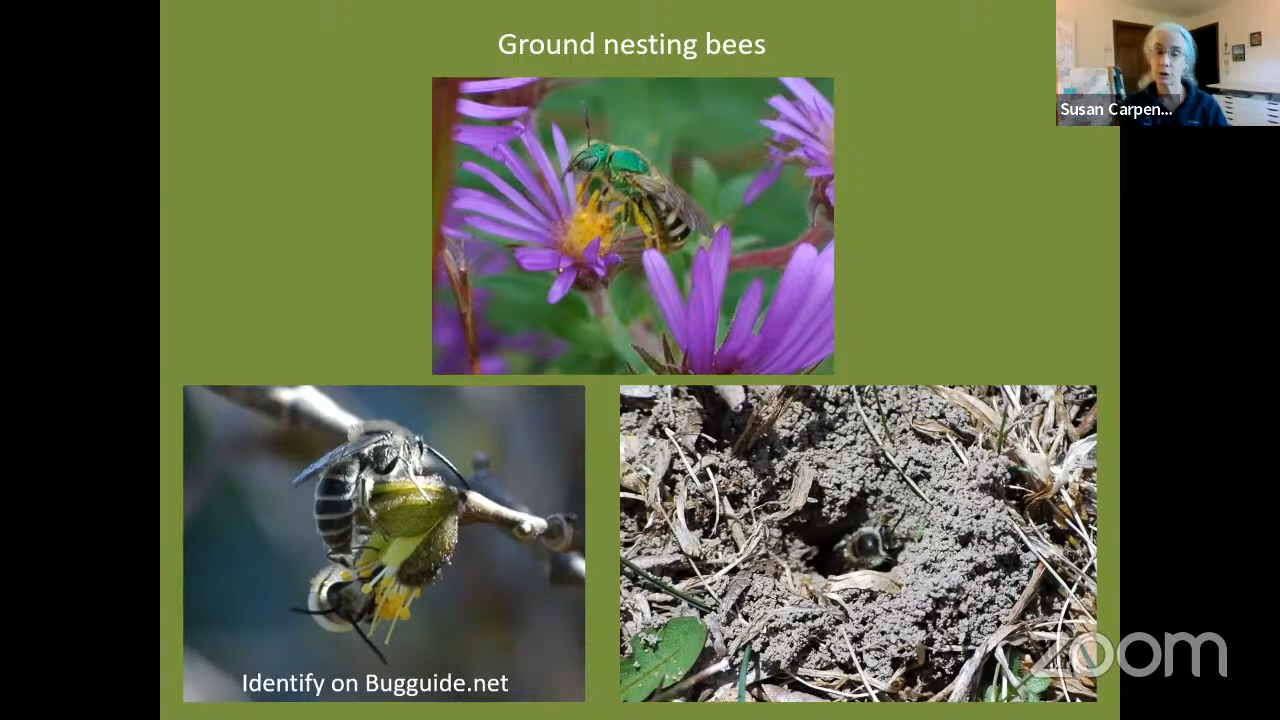 Ground nesting bees
Susan Carpen...
Identify on Bugguide.net
zoom